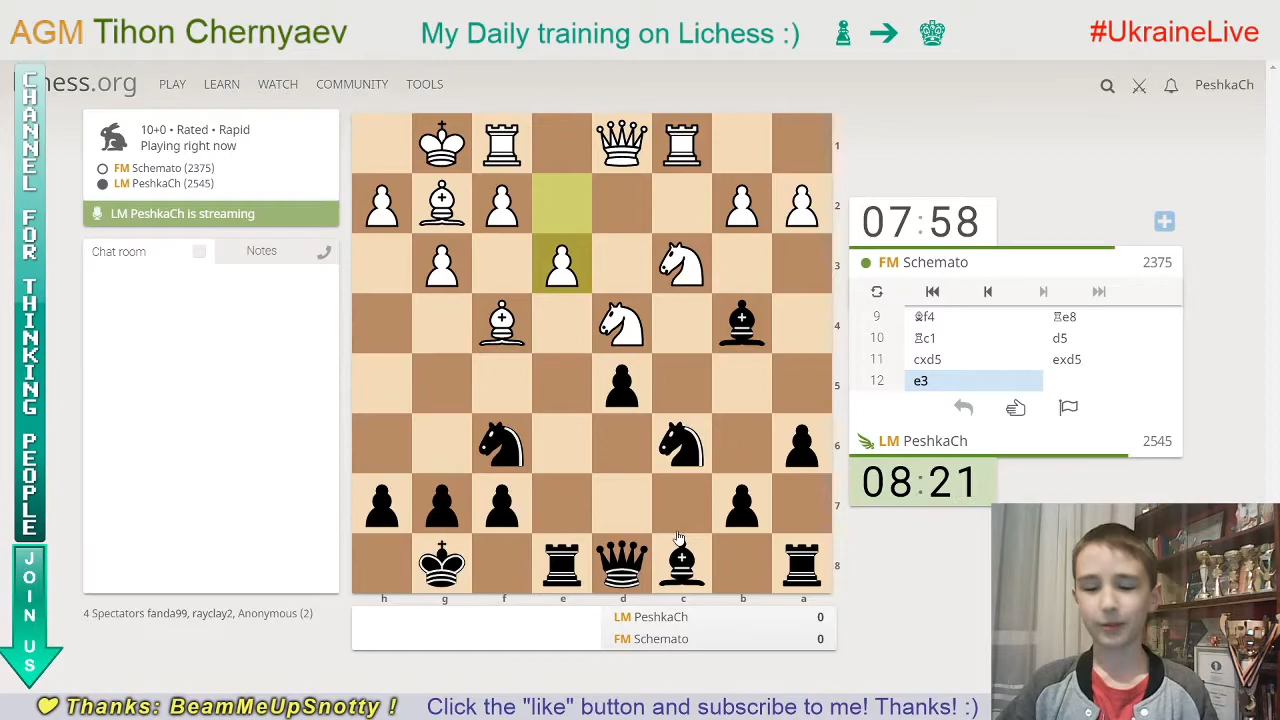 AGM Tihon Chernyaev
My Daily training on Lichess :)
#UkraineLive
CHANNEL FOR THINKING PEOPLE
JOIN US
hess.org
PLAY LEARN WATCH COMMUNITY TOOLS
PeshkaCh
10+0 • Rated • Rapid
Playing right now
FM Schemato (2375)
LM PeshkaCh (2545)
LM PeshkaCh is streaming
Chat room
Notes
4 Spectators fanda99, rayclay2, Anonymous (2)
1
2
3
4
5
6
7
8
h g f e d c b a
LM PeshkaCh 0
FM Schemato 0
07:58
FM Schemato 2375
9 ♗f4 ♖e8
10 ♖c1 d5
11 cxd5 exd5
12 e3
LM PeshkaCh 2545
08:21
Thanks: BeamMeUpSnotty !
Click the "like" button and subscribe to me! Thanks! :)